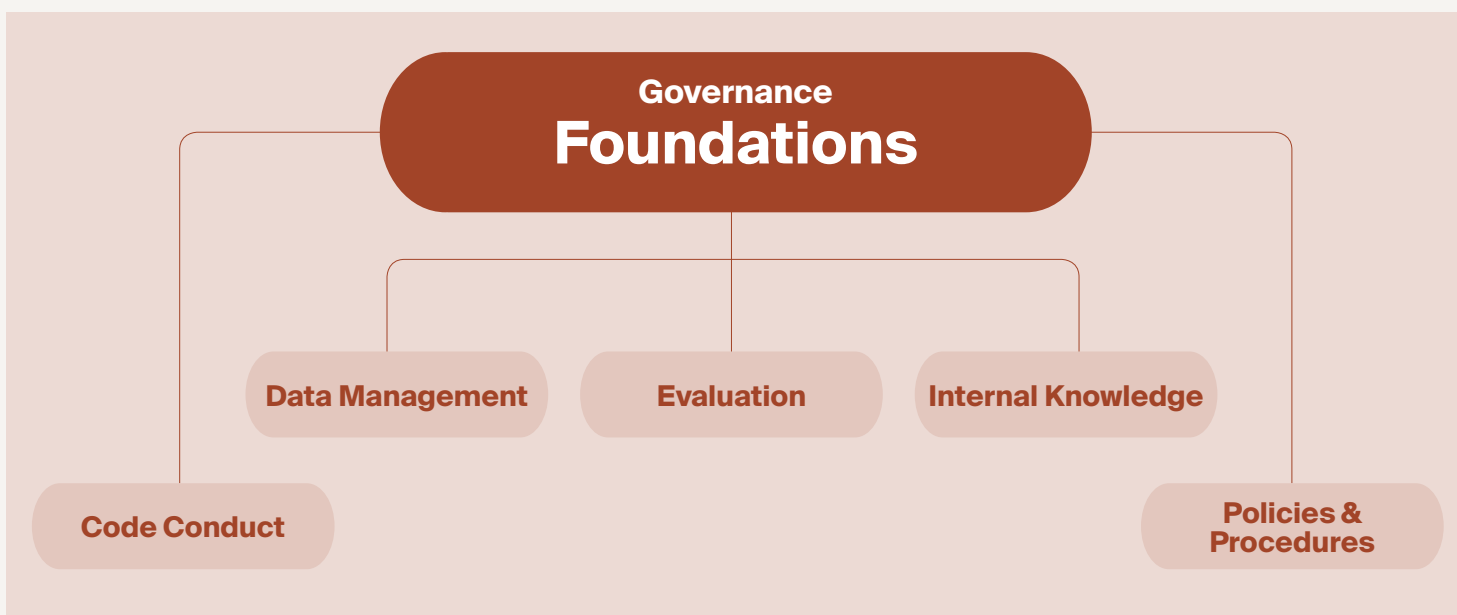 Governance
Foundations
Data Management
Evaluation
Internal Knowledge
Code Conduct
Policies &
Procedures